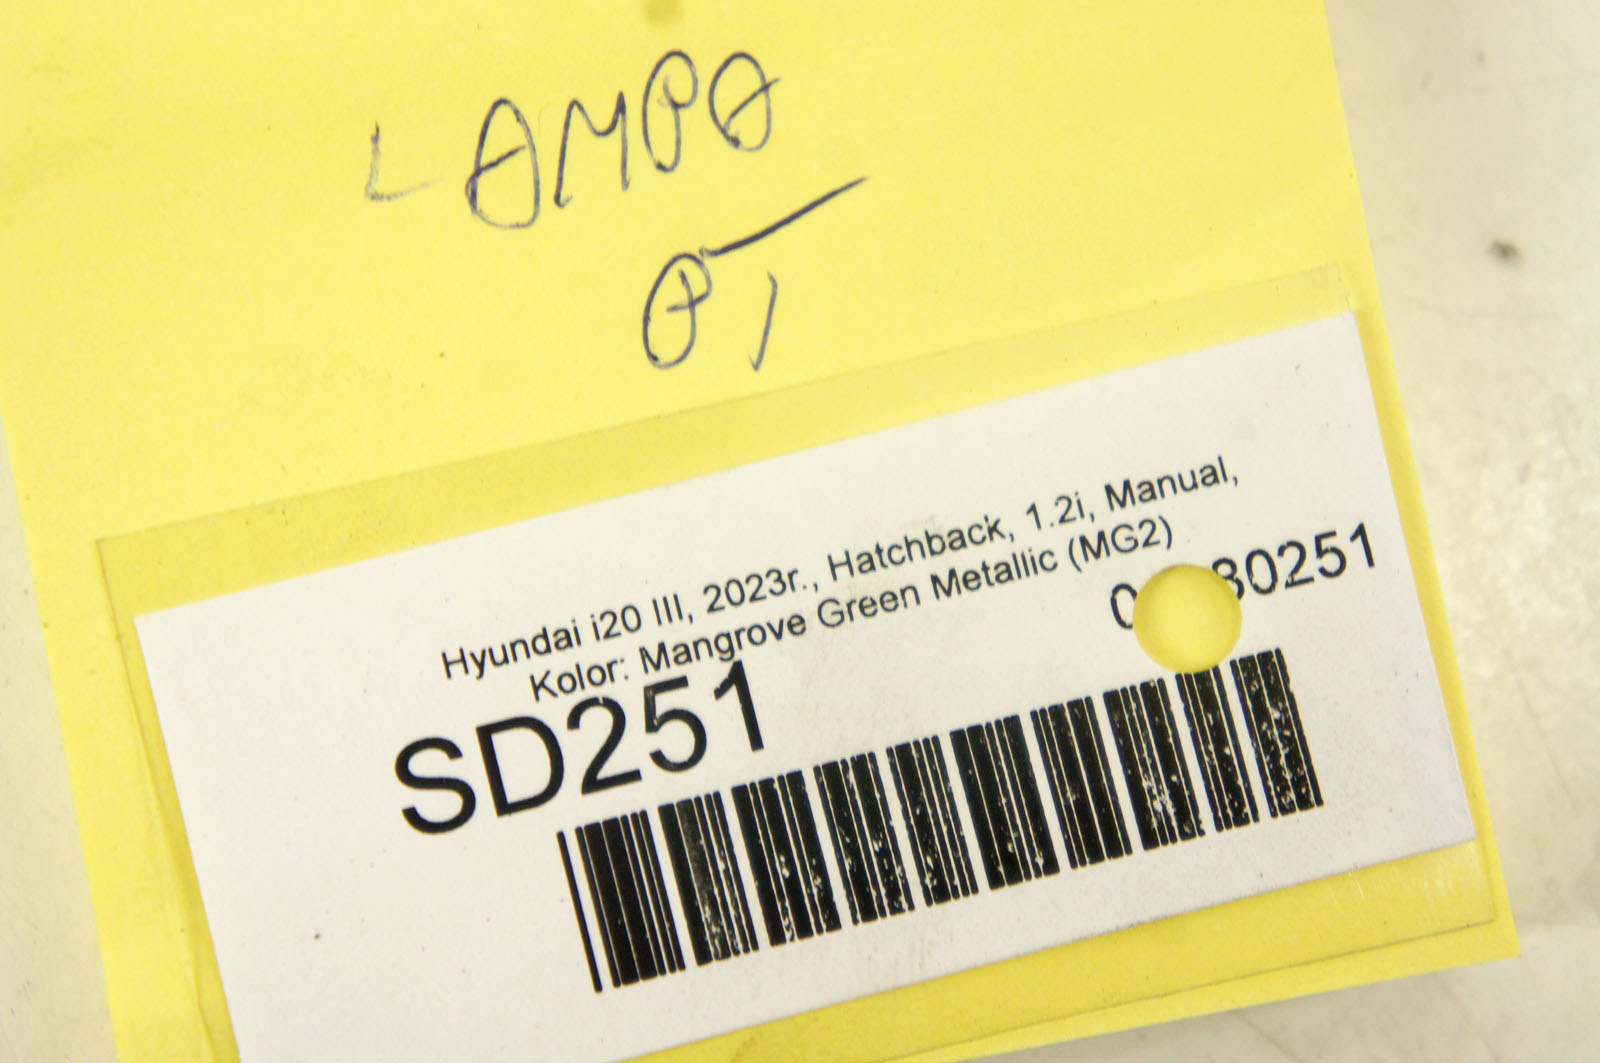 LAMPA
PT
Hyundai i20 III, 2023r., Hatchback, 1.2i, Manual,
Kolor: Mangrove Green Metallic (MG2)
SD251